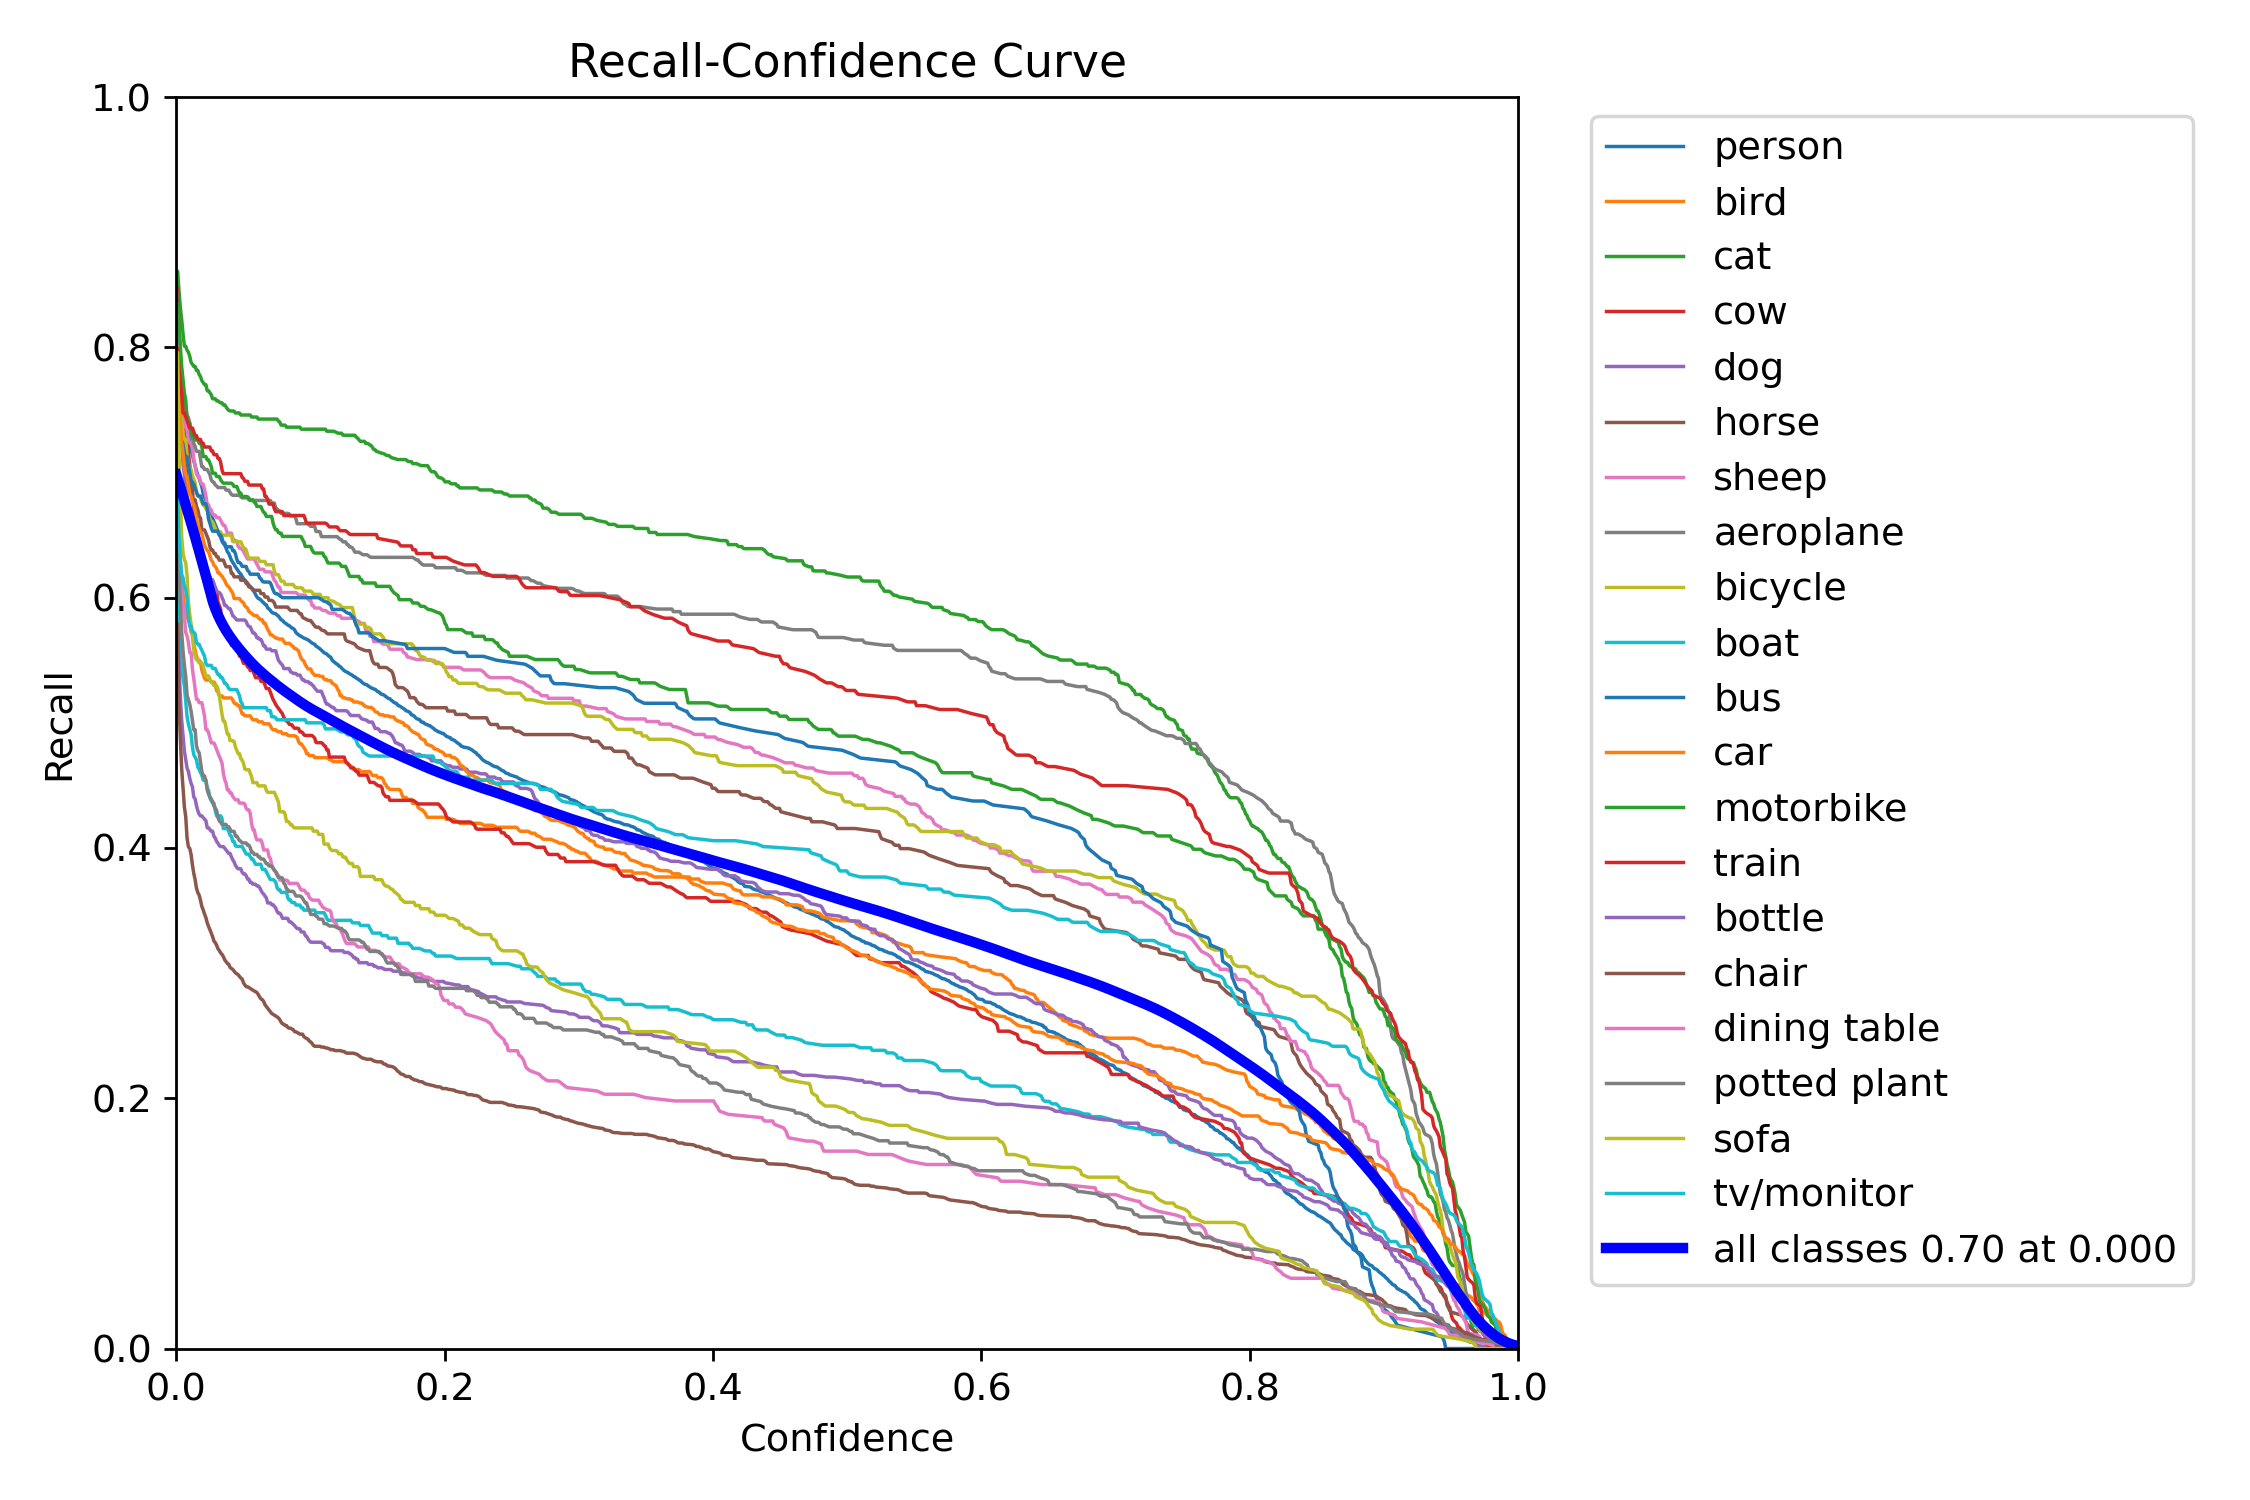 Recall-Confidence Curve
1.0
0.8
0.6
0.4
0.2
0.0
Recall
0.0 0.2 0.4 0.6 0.8 1.0
Confidence
person
bird
cat
cow
dog
horse
sheep
aeroplane
bicycle
boat
bus
car
motorbike
train
bottle
chair
dining table
potted plant
sofa
tv/monitor
all classes 0.70 at 0.000